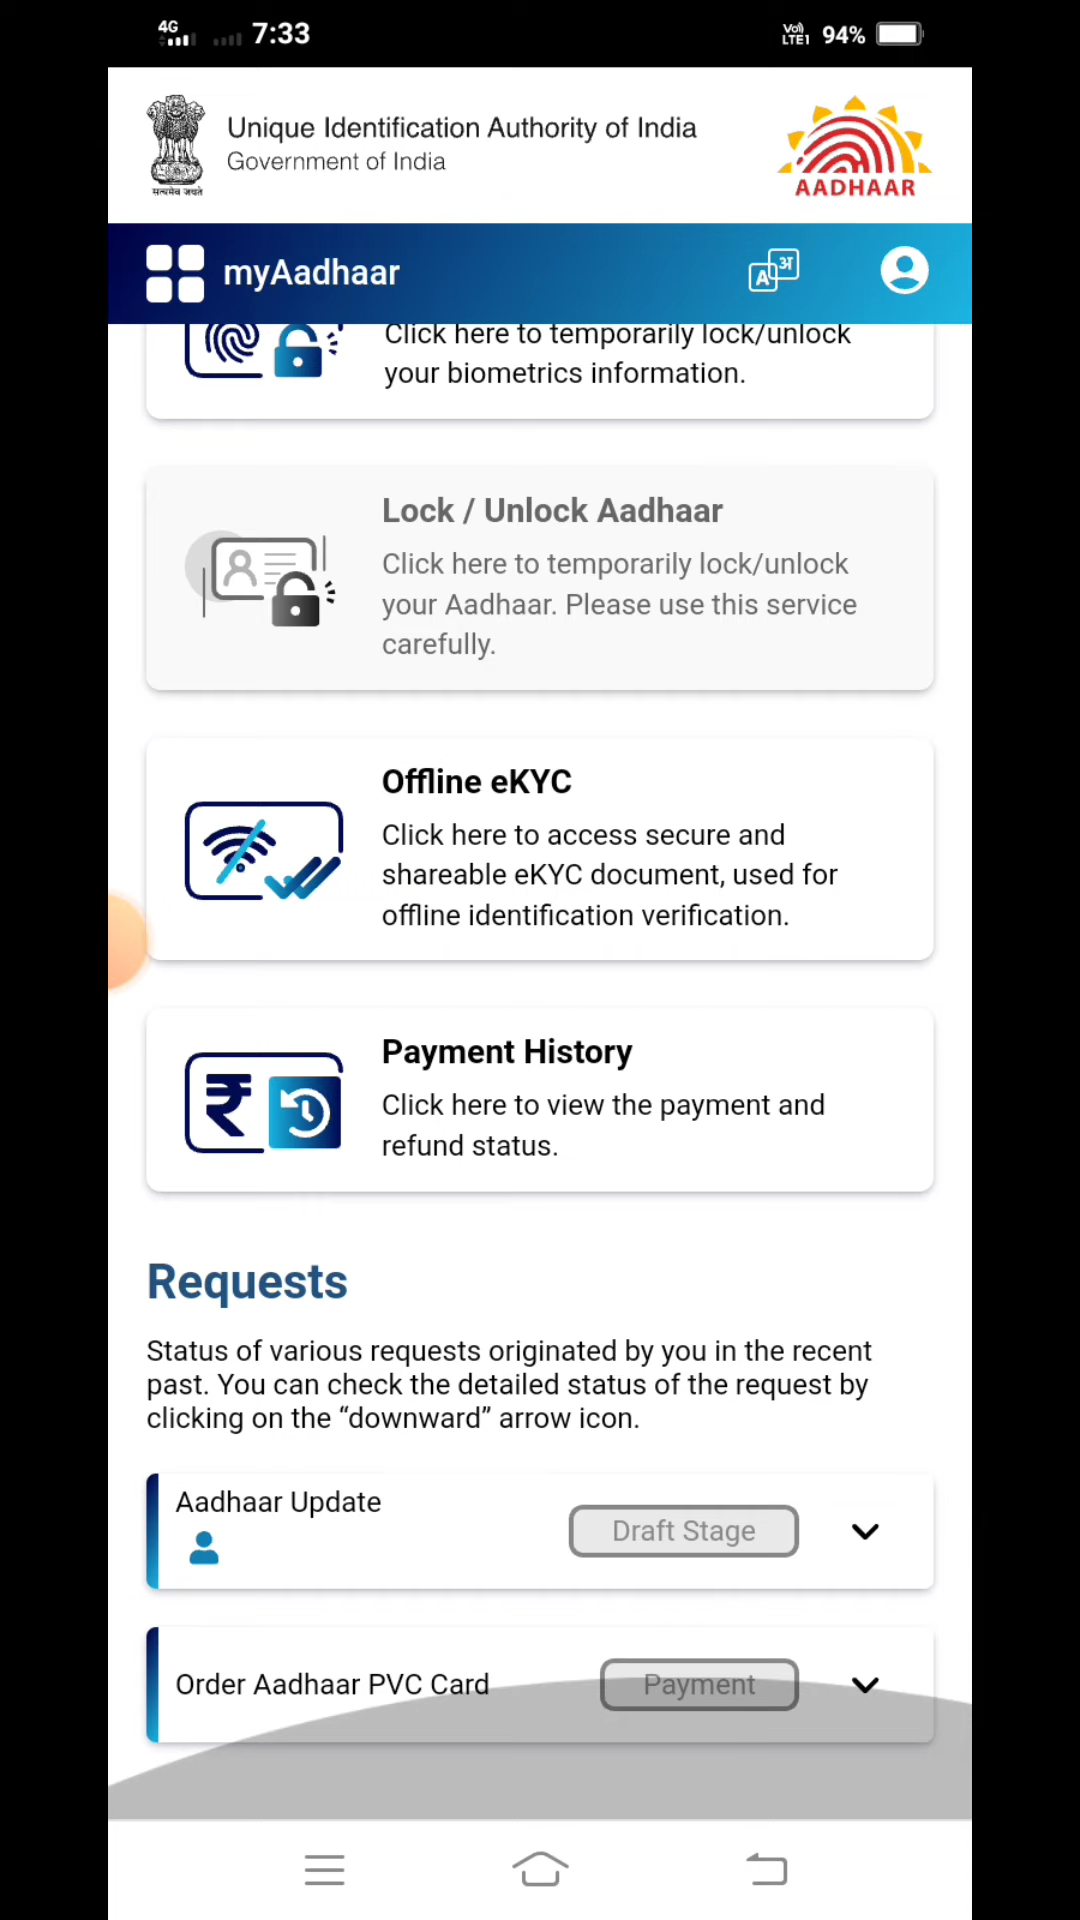 4G 7:33 Vo) LTE1 94%
Unique Identification Authority of India
Government of India
सत्यमेव जयते
AADHAAR
myAadhaar
A अ
Click here to temporarily lock/unlock
your biometrics information.
Lock / Unlock Aadhaar
Click here to temporarily lock/unlock
your Aadhaar. Please use this service
carefully.
Offline eKYC
Click here to access secure and
shareable eKYC document, used for
offline identification verification.
₹
Payment History
Click here to view the payment and
refund status.
Requests
Status of various requests originated by you in the recent
past. You can check the detailed status of the request by
clicking on the “downward” arrow icon.
Aadhaar Update
Draft Stage
Order Aadhaar PVC Card
Payment